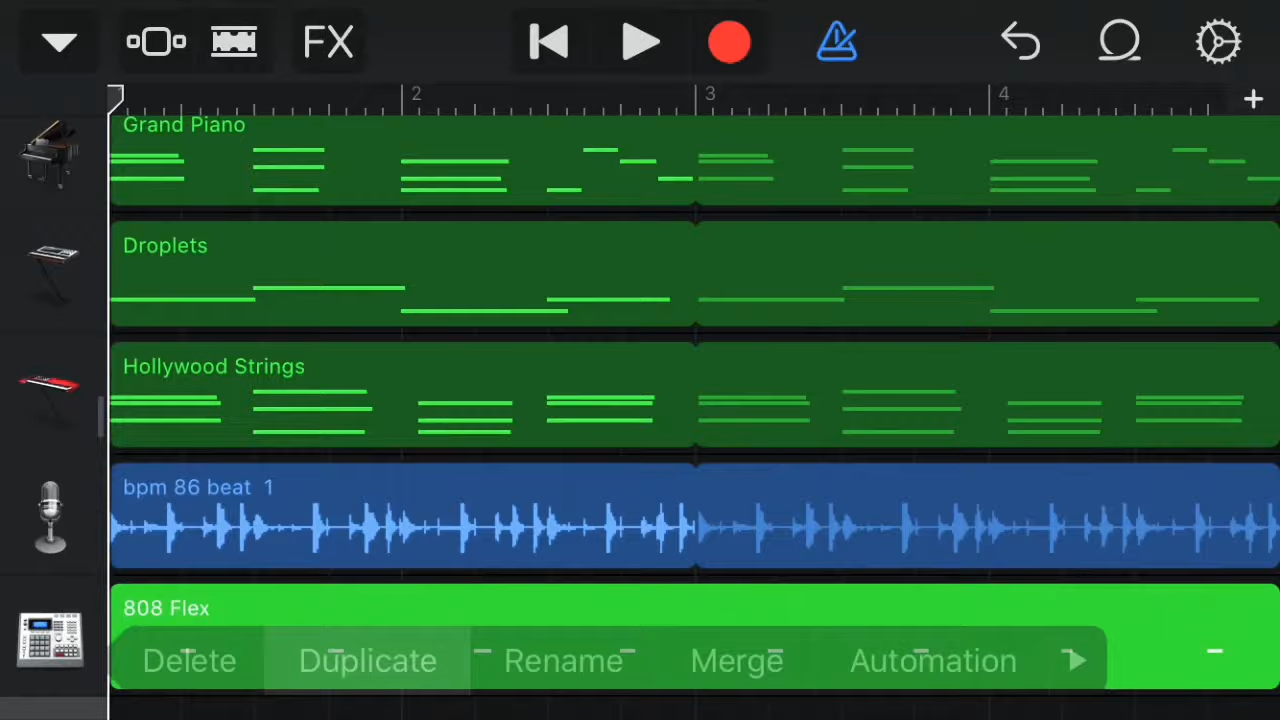 FX
1 2 3 4 +
Grand Piano
Droplets
Hollywood Strings
bpm 86 beat 1
808 Flex
Delete Duplicate Rename Merge Automation